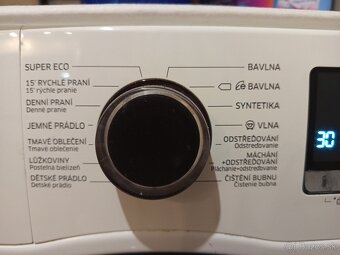 SUPER ECO
15' RYCHLÉ PRANÍ
15' rýchle pranie
DENNÍ PRANÍ
Denné pranie
JEMNÉ PRÁDLO
TMAVÉ OBLEČENÍ
Tmavé oblečenie
LŮŽKOVINY
Posteľná bielizeň
DĚTSKÉ PRÁDLO
Detské prádlo
BAVLNA
BAVLNA
SYNTETIKA
VLNA
ODSTŘEĎOVÁNÍ
Odstreďovanie
MÁCHÁNÍ
+ODSTŘEĎOVÁNÍ
Pláchanie+odstreďovanie
ČIŠTĚNÍ BUBNU
Čistenie bubna
30